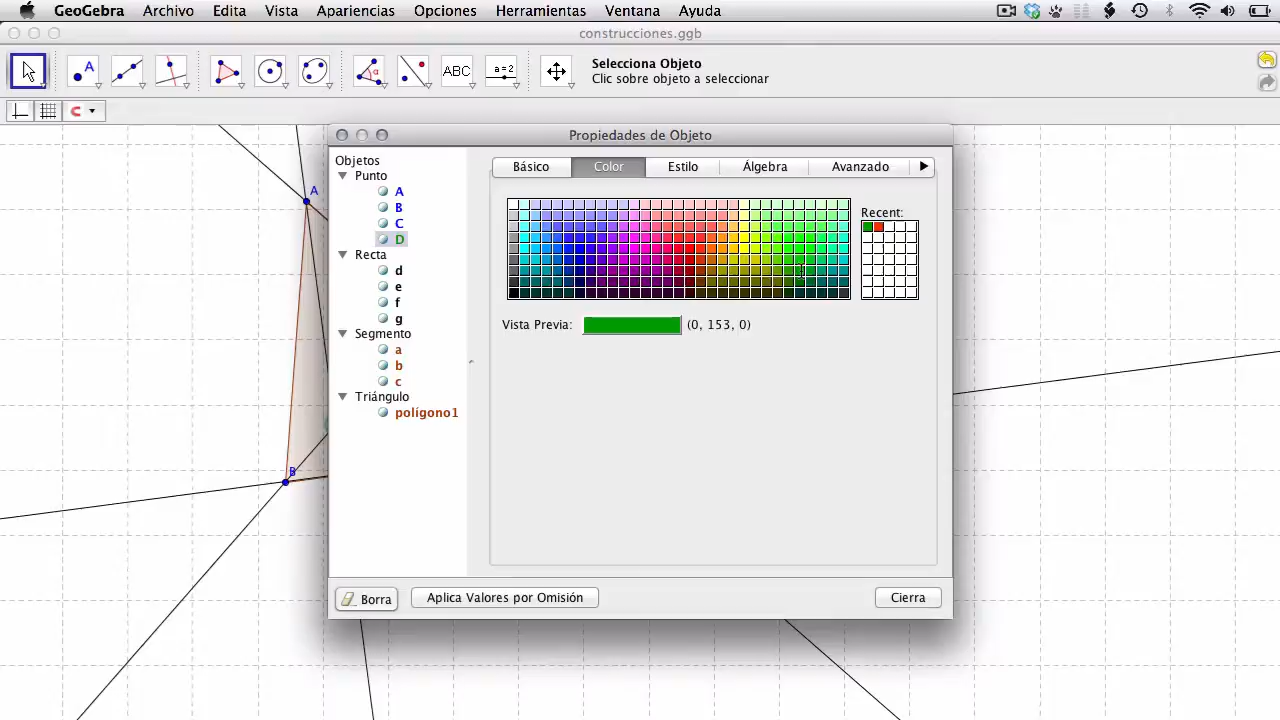 GeoGebra Archivo Edita Vista Apariencias Opciones Herramientas Ventana Ayuda
construcciones.ggb
A α ABC a=2
Selecciona Objeto
Clic sobre objeto a seleccionar
Propiedades de Objeto
Objetos
Punto
A
B
C
D
Recta
d
e
f
g
Segmento
a
b
c
Triángulo
polígono1
Básico Color Estilo Álgebra Avanzado
Recent:
Vista Previa: (0, 153, 0)
Borra Aplica Valores por Omisión Cierra
A
B